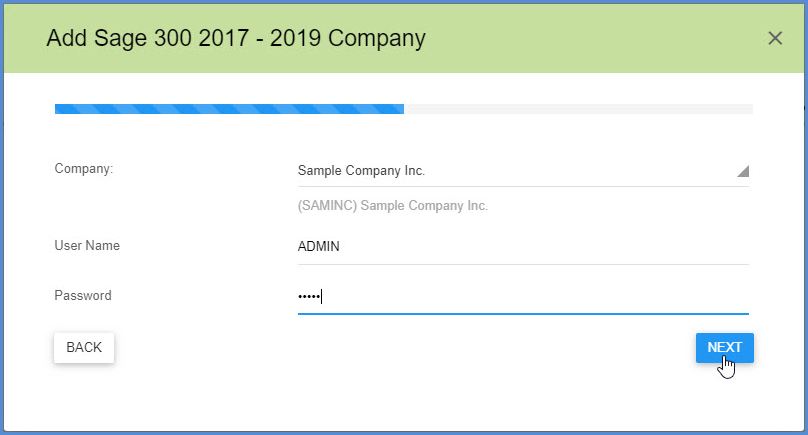 Add Sage 300 2017 - 2019 Company
Company:
Sample Company Inc.
(SAMINC) Sample Company Inc.
User Name
ADMIN
Password
•••••
BACK
NEXT